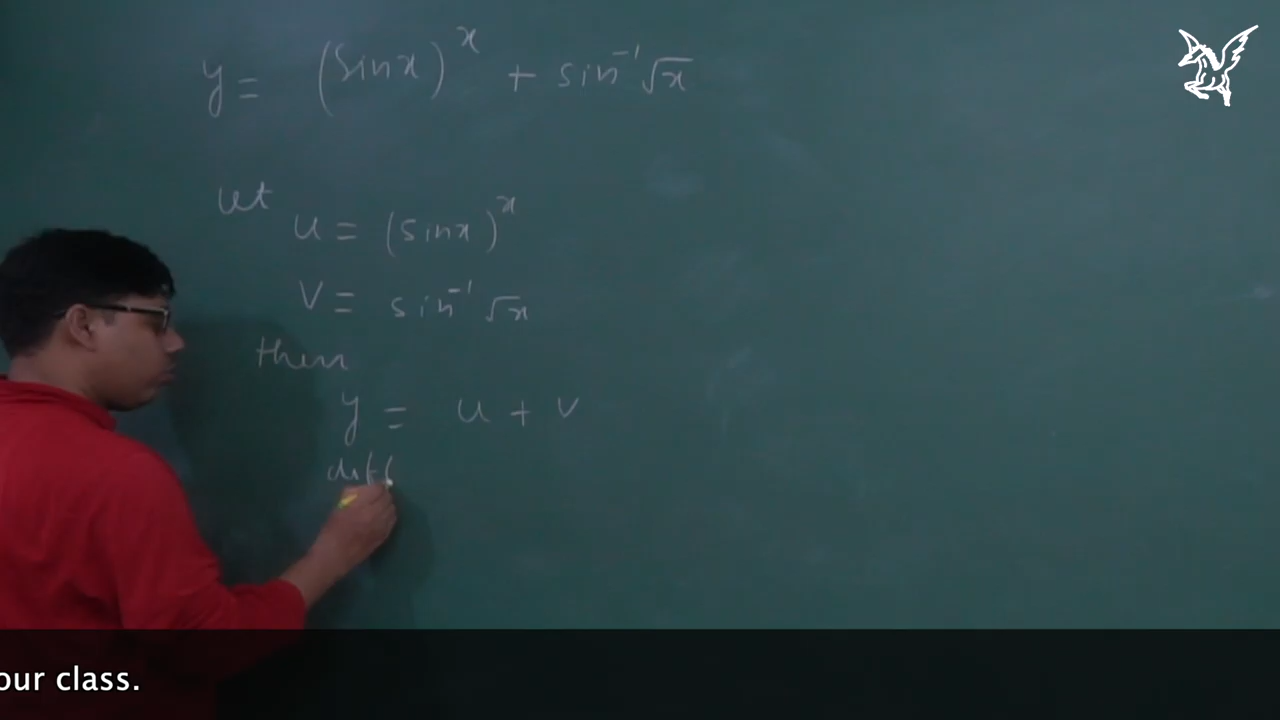 y = (sinx)^x + sin^-1 √x
let
u = (sinx)^x
v = sin^-1 √x
then
y = u + v
diff
our class.